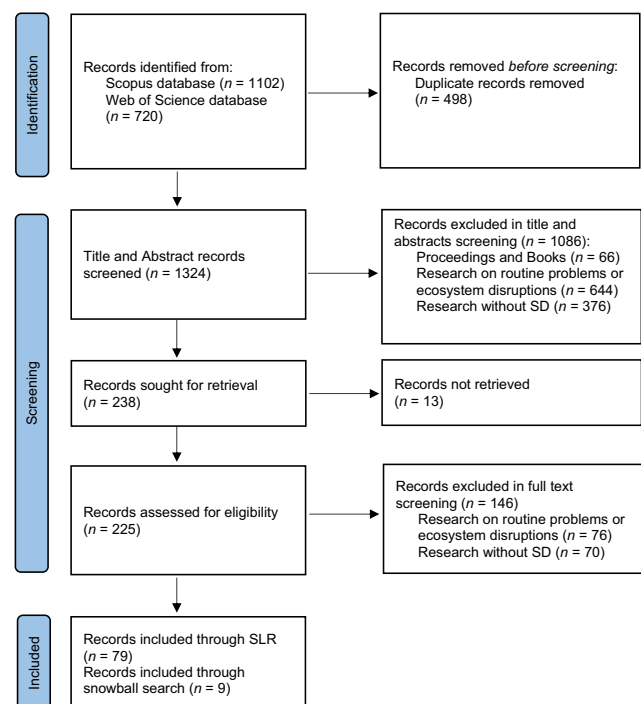 Identification
Records identified from:
Scopus database (n = 1102)
Web of Science database
(n = 720)
Records removed before screening:
Duplicate records removed
(n = 498)
Screening
Title and Abstract records
screened (n = 1324)
Records excluded in title and
abstracts screening (n = 1086):
Proceedings and Books (n = 66)
Research on routine problems or
ecosystem disruptions (n = 644)
Research without SD (n = 376)
Records sought for retrieval
(n = 238)
Records not retrieved
(n = 13)
Records assessed for eligibility
(n = 225)
Records excluded in full text
screening (n = 146)
Research on routine problems or
ecosystem disruptions (n = 76)
Research without SD (n = 70)
Included
Records included through SLR
(n = 79)
Records included through
snowball search (n = 9)